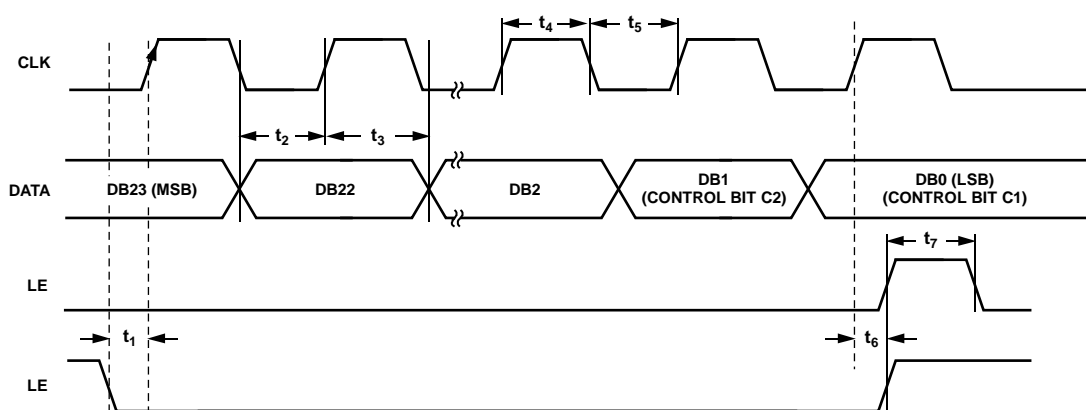 t4 t5
CLK
t2 t3
DATA DB23 (MSB) DB22 DB2 DB1 DB0 (LSB)
(CONTROL BIT C2) (CONTROL BIT C1)
t7
LE
t1 t6
LE